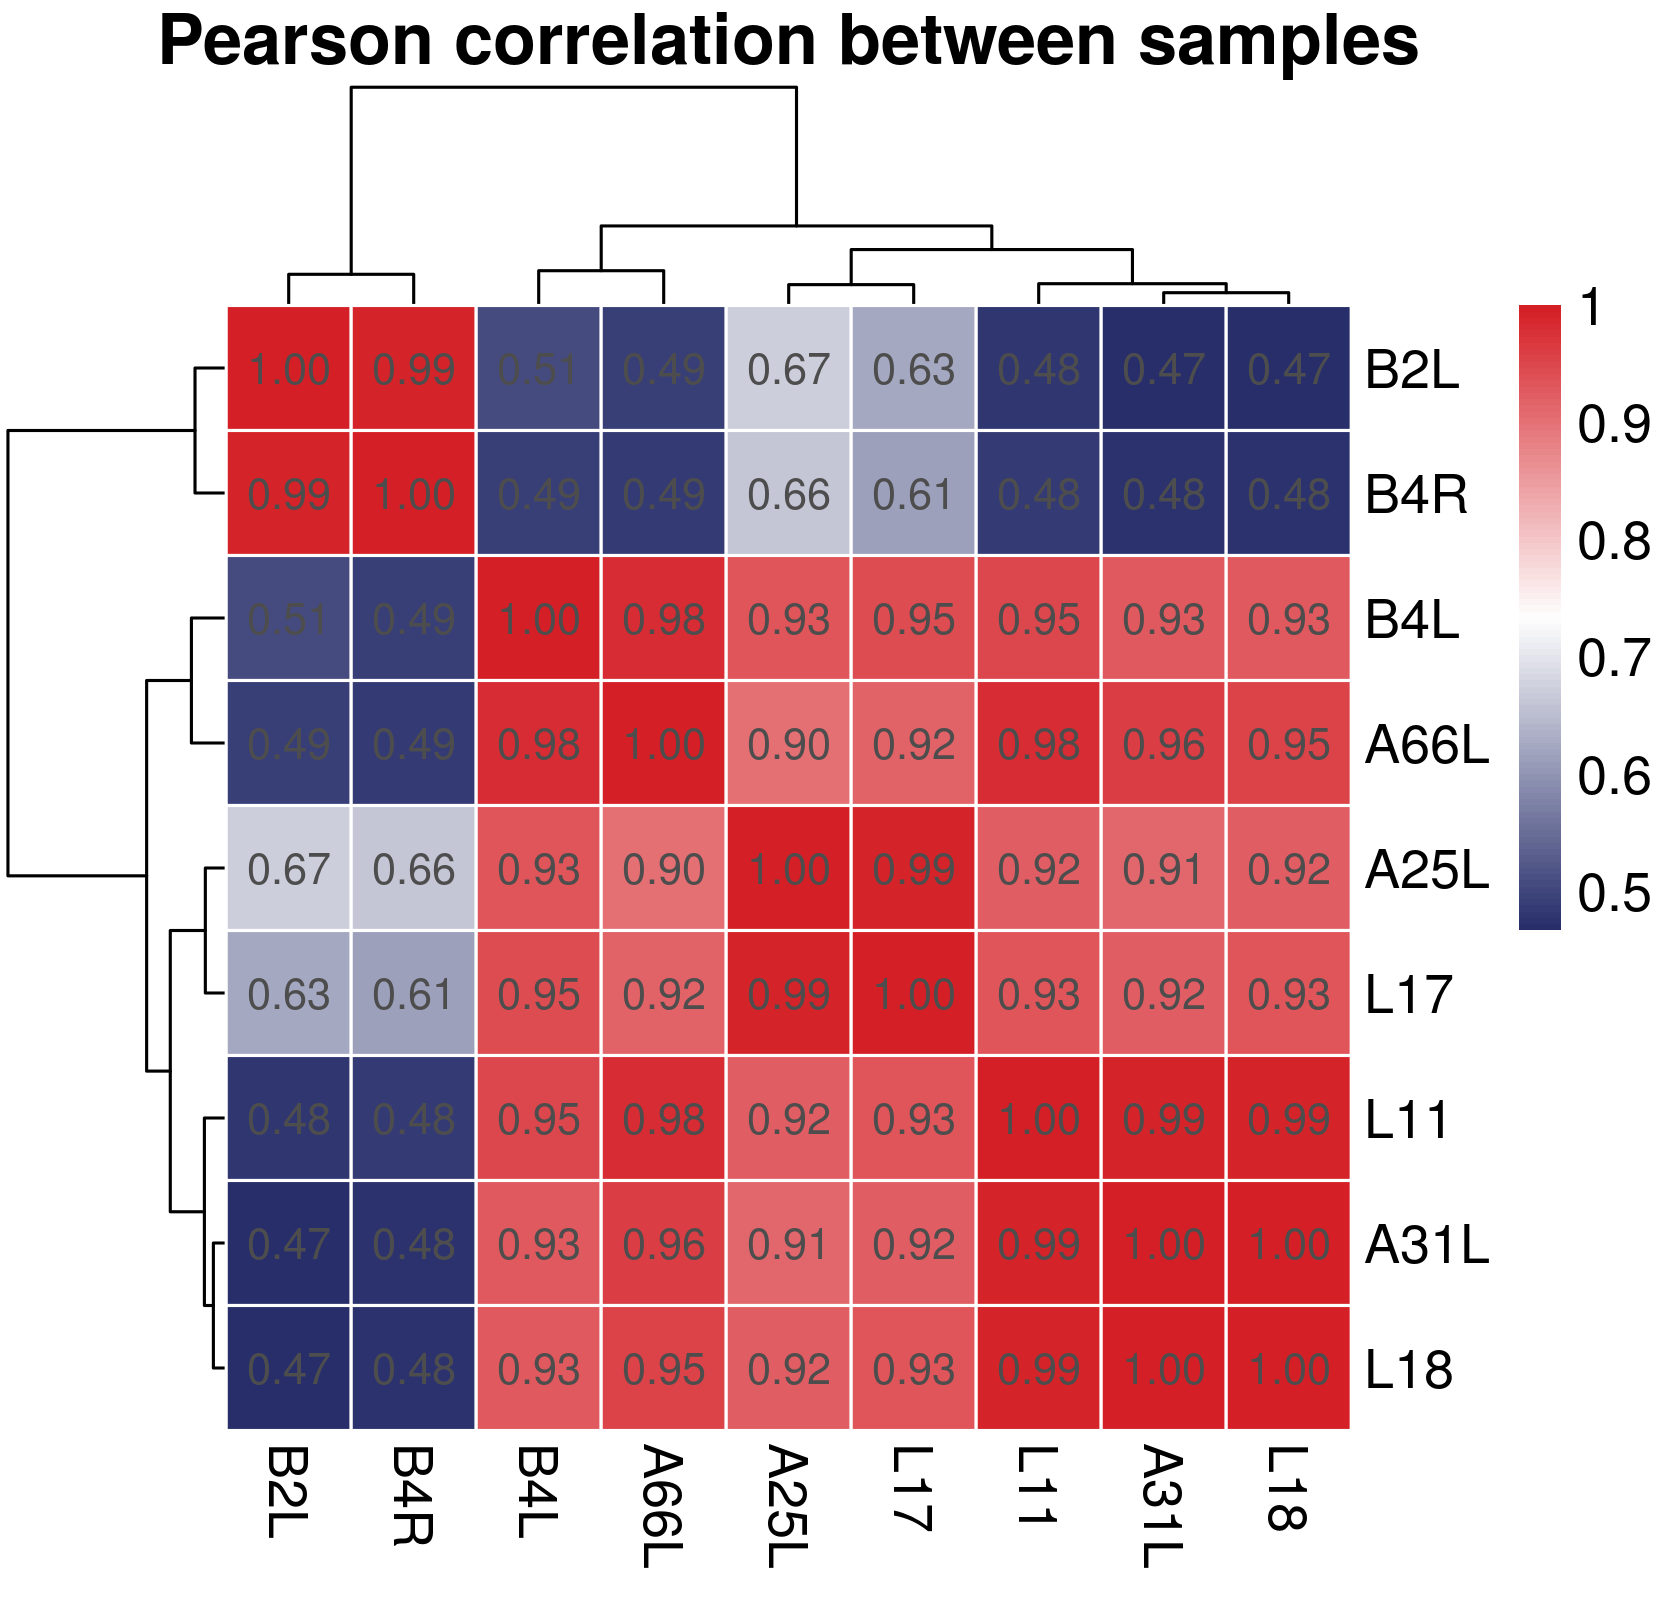 Pearson correlation between samples
1.00 0.99 0.51 0.49 0.67 0.63 0.48 0.47 0.47 B2L
0.99 1.00 0.49 0.49 0.66 0.61 0.48 0.48 0.48 B4R
0.51 0.49 1.00 0.98 0.93 0.95 0.95 0.93 0.93 B4L
0.49 0.49 0.98 1.00 0.90 0.92 0.98 0.96 0.95 A66L
0.67 0.66 0.93 0.90 1.00 0.99 0.92 0.91 0.92 A25L
0.63 0.61 0.95 0.92 0.99 1.00 0.93 0.92 0.93 L17
0.48 0.48 0.95 0.98 0.92 0.93 1.00 0.99 0.99 L11
0.47 0.48 0.93 0.96 0.91 0.92 0.99 1.00 1.00 A31L
0.47 0.48 0.93 0.95 0.92 0.93 0.99 1.00 1.00 L18
B2L B4R B4L A66L A25L L17 L11 A31L L18
1
0.9
0.8
0.7
0.6
0.5